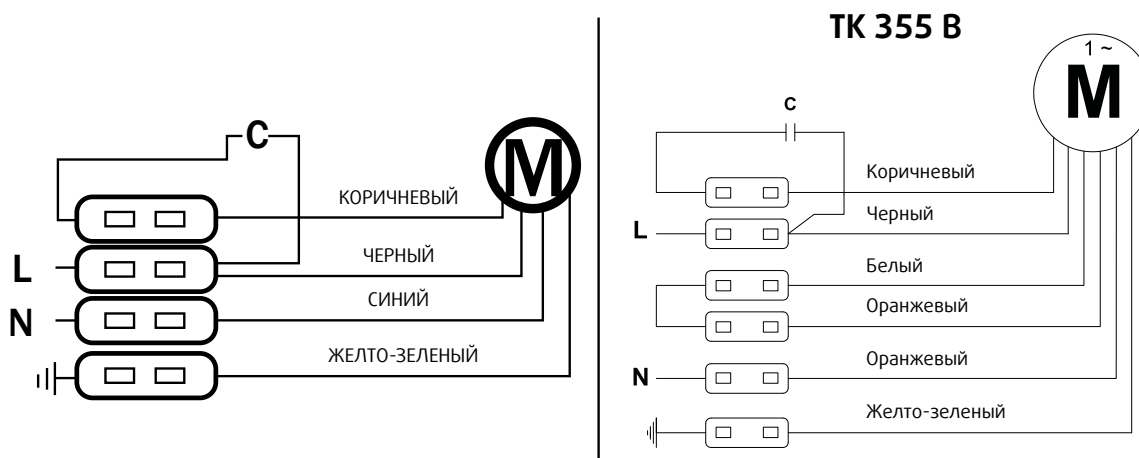 C
M
КОРИЧНЕВЫЙ
L
ЧЕРНЫЙ
N
СИНИЙ
ЖЕЛТО-ЗЕЛЕНЫЙ
TK 355 B
1 ~
M
C
Коричневый
L
Черный
Белый
Оранжевый
N
Оранжевый
Желто-зеленый